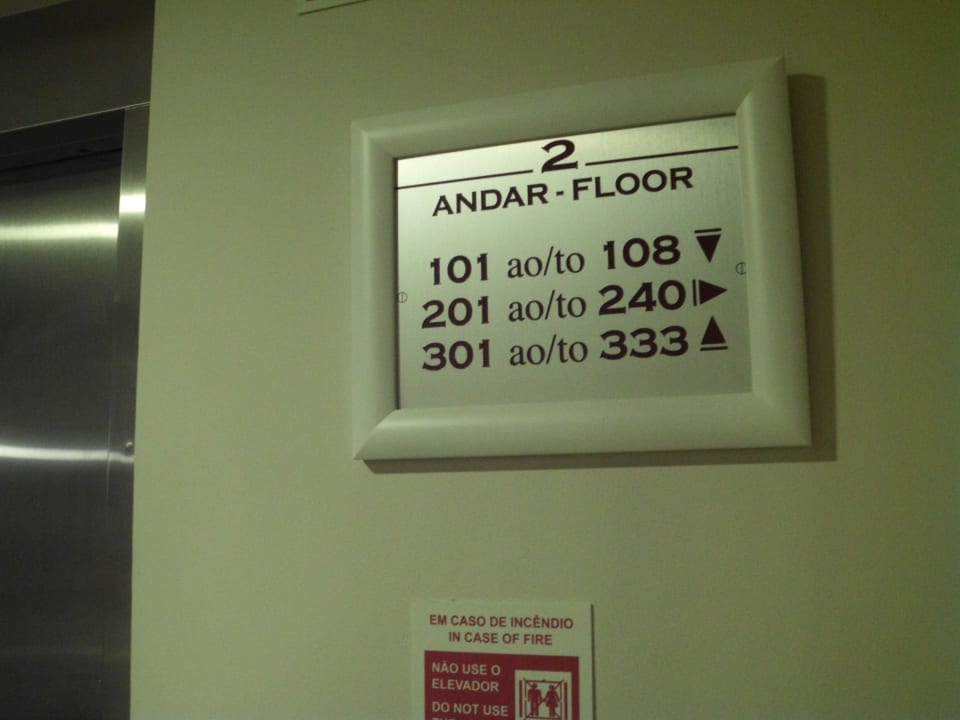 2
ANDAR - FLOOR
101 ao/to 108
201 ao/to 240
301 ao/to 333
EM CASO DE INCÊNDIO
IN CASE OF FIRE
NÃO USE O
ELEVADOR
DO NOT USE